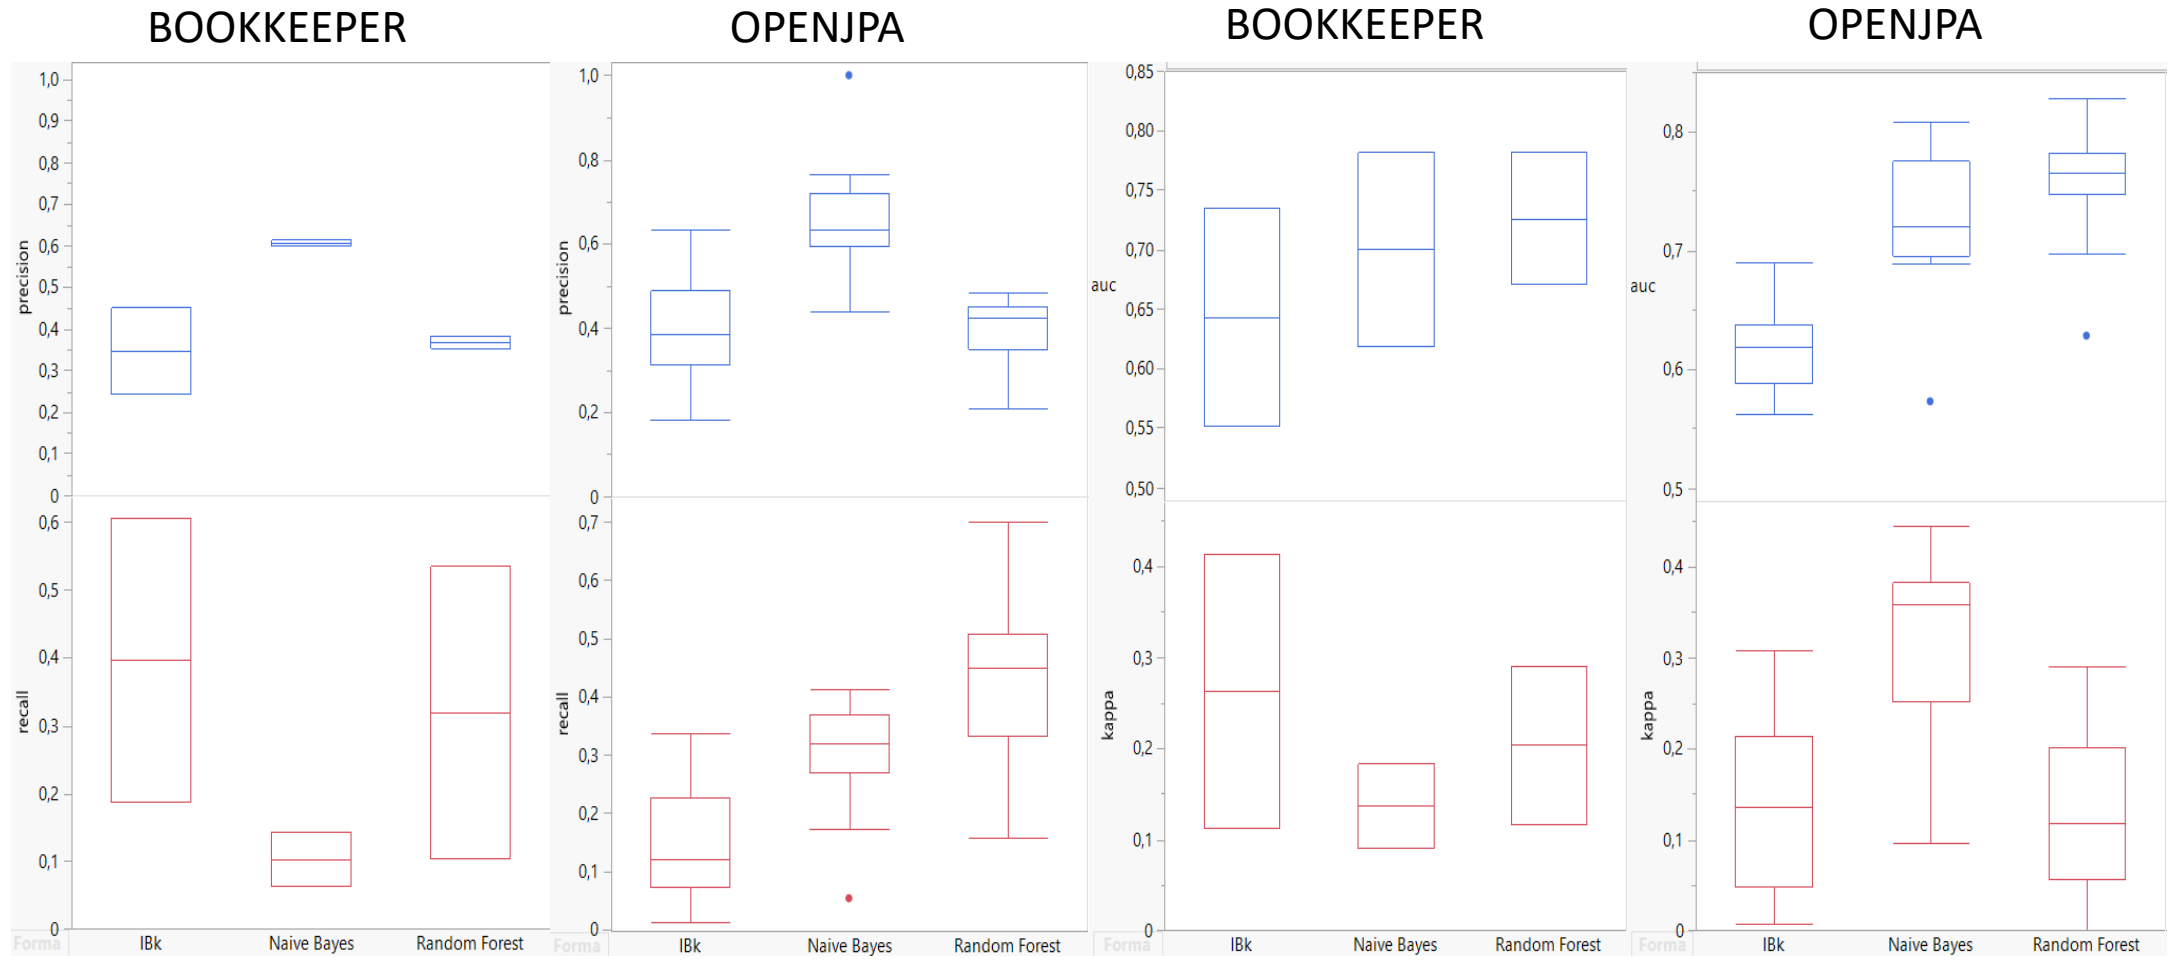 BOOKKEEPER
OPENJPA
BOOKKEEPER
OPENJPA
precision
1,0
0,9
0,8
0,7
0,6
0,5
0,4
0,3
0,2
0,1
0
recall
0,6
0,5
0,4
0,3
0,2
0,1
0
Forma
IBk
Naive Bayes
Random Forest
precision
1,0
0,8
0,6
0,4
0,2
0
recall
0,7
0,6
0,5
0,4
0,3
0,2
0,1
0
Forma
IBk
Naive Bayes
Random Forest
auc
0,85
0,80
0,75
0,70
0,65
0,60
0,55
0,50
kappa
0,4
0,3
0,2
0,1
0
Forma
IBk
Naive Bayes
Random Forest
auc
0,8
0,7
0,6
0,5
kappa
0,4
0,3
0,2
0,1
0
Forma
IBk
Naive Bayes
Random Forest